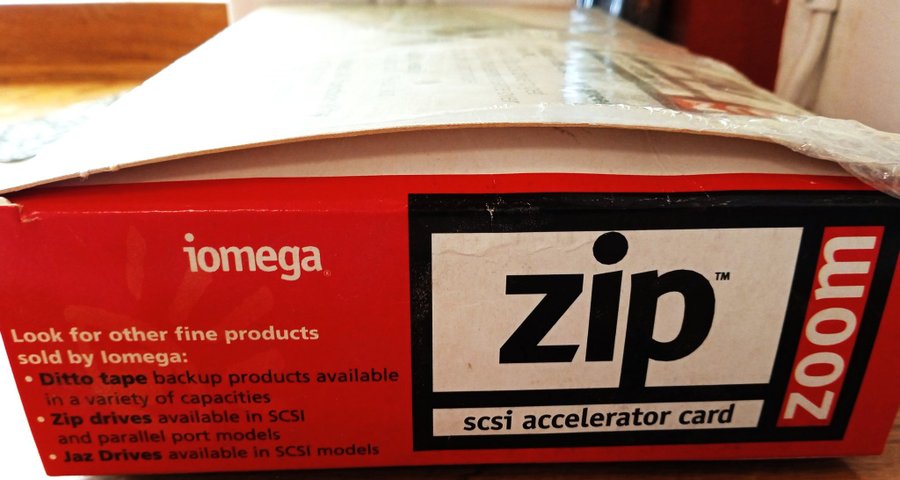 iomega®
Look for other fine products
sold by Iomega:
• Ditto tape backup products available
in a variety of capacities
• Zip drives available in SCSI
and parallel port models
• Jaz Drives available in SCSI models
zip™
scsi accelerator card
zoom